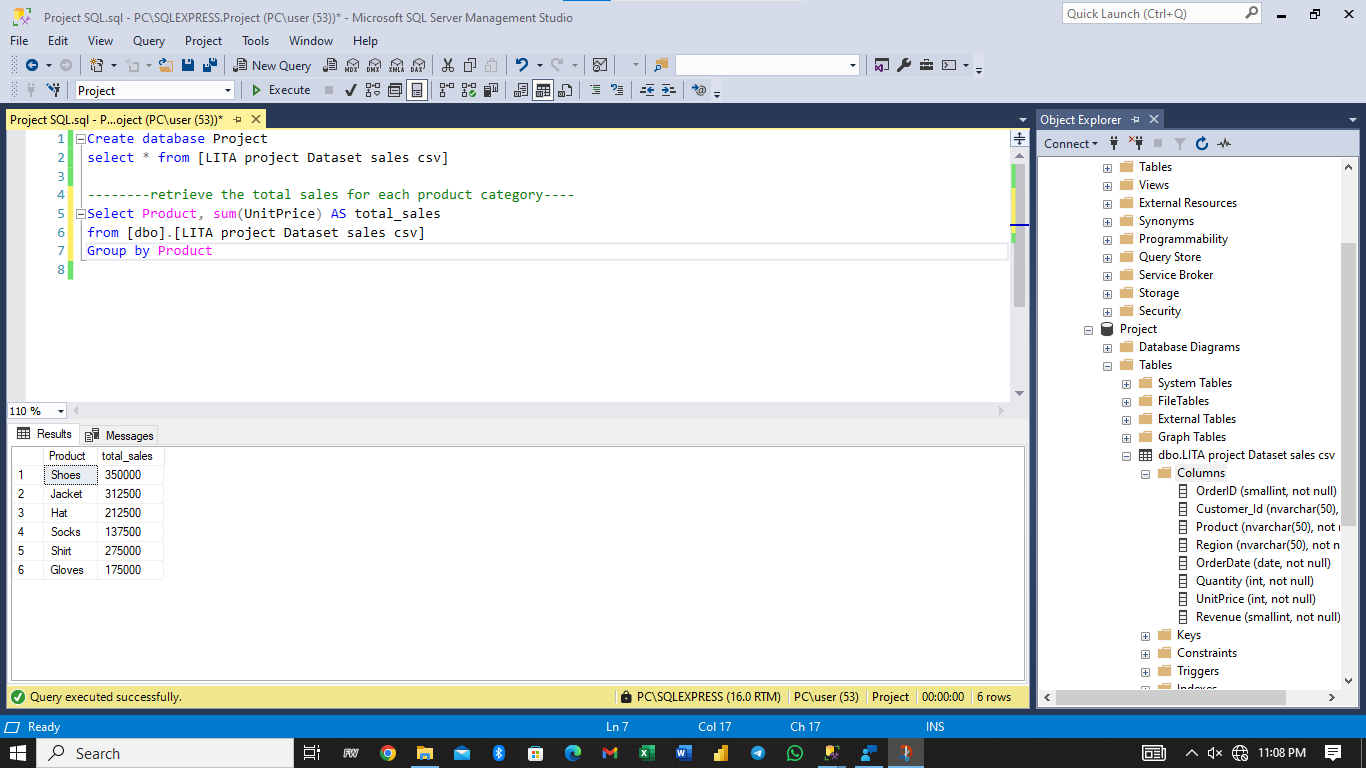 Project SQL.sql - PC\SQLEXPRESS.Project (PC\user (53))* - Microsoft SQL Server Management Studio
Quick Launch (Ctrl+Q)
File Edit View Query Project Tools Window Help
New Query MDX DMX XMLA DAX
Project Execute
Project SQL.sql - P...oject (PC\user (53))*
1 Create database Project
2 select * from [LITA project Dataset sales csv]
3
4 --------retrieve the total sales for each product category----
5 Select Product, sum(UnitPrice) AS total_sales
6 from [dbo].[LITA project Dataset sales csv]
7 Group by Product
8
110 %
Results Messages
Product total_sales
1 Shoes 350000
2 Jacket 312500
3 Hat 212500
4 Socks 137500
5 Shirt 275000
6 Gloves 175000
Query executed successfully. PC\SQLEXPRESS (16.0 RTM) PC\user (53) Project 00:00:00 6 rows
Object Explorer
Connect
Tables
Views
External Resources
Synonyms
Programmability
Query Store
Service Broker
Storage
Security
Project
Database Diagrams
Tables
System Tables
FileTables
External Tables
Graph Tables
dbo.LITA project Dataset sales csv
Columns
OrderID (smallint, not null)
Customer_Id (nvarchar(50),
Product (nvarchar(50), not
Region (nvarchar(50), not n
OrderDate (date, not null)
Quantity (int, not null)
UnitPrice (int, not null)
Revenue (smallint, not null)
Keys
Constraints
Triggers
Indexes
Ready Ln 7 Col 17 Ch 17 INS
Search
11:08 PM